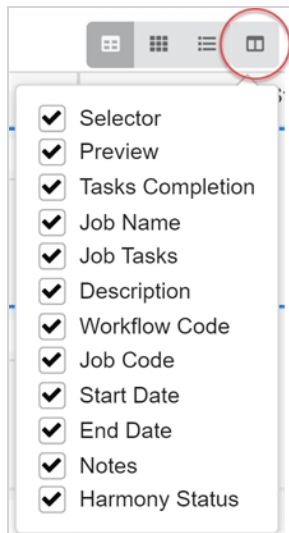 Selector
Preview
Tasks Completion
Job Name
Job Tasks
Description
Workflow Code
Job Code
Start Date
End Date
Notes
Harmony Status